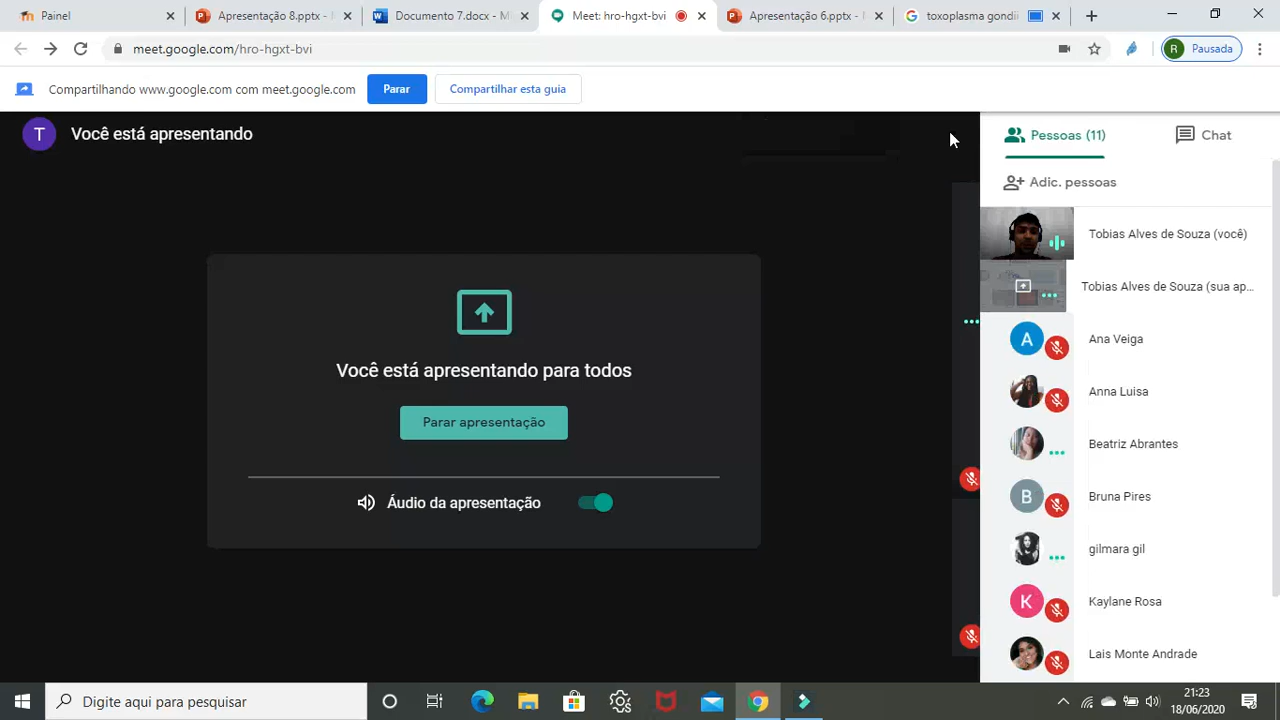 Painel
Apresentação 8.pptx -
Documento 7.docx - M
Meet: hro-hgxt-bvi
Apresentação 6.pptx -
toxoplasma gondii
meet.google.com/hro-hgxt-bvi
R Pausada
Compartilhando www.google.com com meet.google.com
Parar
Compartilhar esta guia
T Você está apresentando
Pessoas (11)
Chat
Adic. pessoas
Tobias Alves de Souza (você)
Tobias Alves de Souza (sua ap...
A Ana Veiga
Anna Luisa
Beatriz Abrantes
B Bruna Pires
gilmara gil
K Kaylane Rosa
Lais Monte Andrade
Você está apresentando para todos
Parar apresentação
Áudio da apresentação
Digite aqui para pesquisar
21:23
18/06/2020